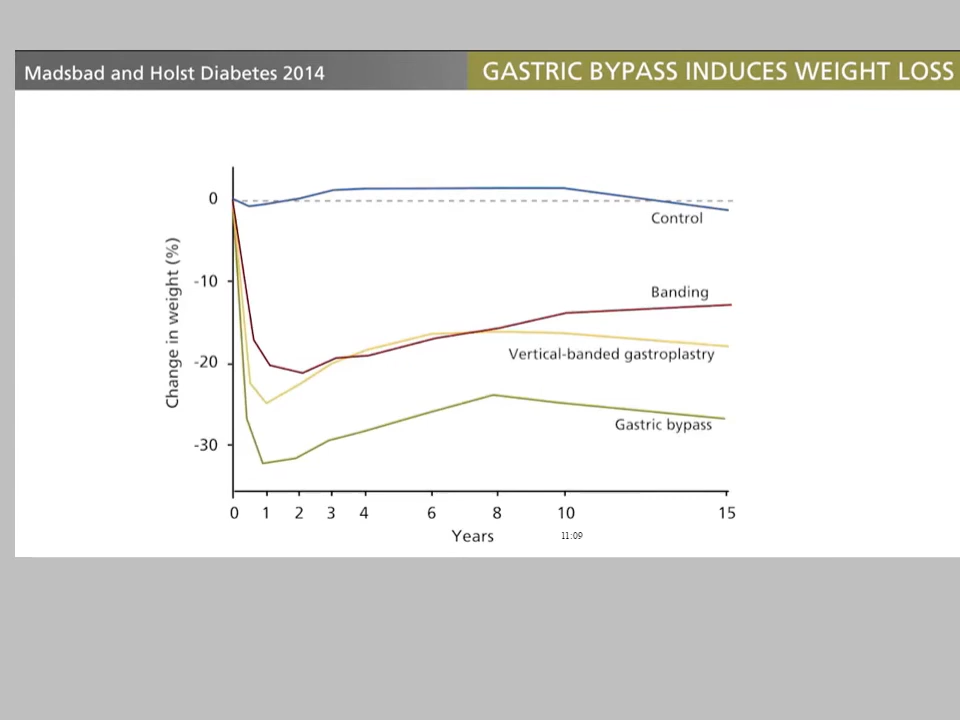 Madsbad and Holst Diabetes 2014
GASTRIC BYPASS INDUCES WEIGHT LOSS
Change in weight (%)
0
-10
-20
-30
Control
Banding
Vertical-banded gastroplastry
Gastric bypass
0 1 2 3 4 6 8 10 15
Years
11:09